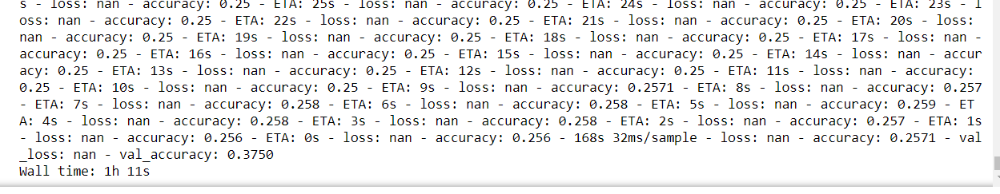 s - loss: nan - accuracy: 0.25 - ETA: 25s - loss: nan - accuracy: 0.25 - ETA: 24s - loss: nan - accuracy: 0.25 - ETA: 23s - l
oss: nan - accuracy: 0.25 - ETA: 22s - loss: nan - accuracy: 0.25 - ETA: 21s - loss: nan - accuracy: 0.25 - ETA: 20s - loss:
nan - accuracy: 0.25 - ETA: 19s - loss: nan - accuracy: 0.25 - ETA: 18s - loss: nan - accuracy: 0.25 - ETA: 17s - loss: nan -
accuracy: 0.25 - ETA: 16s - loss: nan - accuracy: 0.25 - ETA: 15s - loss: nan - accuracy: 0.25 - ETA: 14s - loss: nan - accur
acy: 0.25 - ETA: 13s - loss: nan - accuracy: 0.25 - ETA: 12s - loss: nan - accuracy: 0.25 - ETA: 11s - loss: nan - accuracy:
0.25 - ETA: 10s - loss: nan - accuracy: 0.25 - ETA: 9s - loss: nan - accuracy: 0.2571 - ETA: 8s - loss: nan - accuracy: 0.257
- ETA: 7s - loss: nan - accuracy: 0.258 - ETA: 6s - loss: nan - accuracy: 0.258 - ETA: 5s - loss: nan - accuracy: 0.259 - ET
A: 4s - loss: nan - accuracy: 0.258 - ETA: 3s - loss: nan - accuracy: 0.258 - ETA: 2s - loss: nan - accuracy: 0.257 - ETA: 1s
- loss: nan - accuracy: 0.256 - ETA: 0s - loss: nan - accuracy: 0.256 - 168s 32ms/sample - loss: nan - accuracy: 0.2571 - val
_loss: nan - val_accuracy: 0.3750
Wall time: 1h 11s